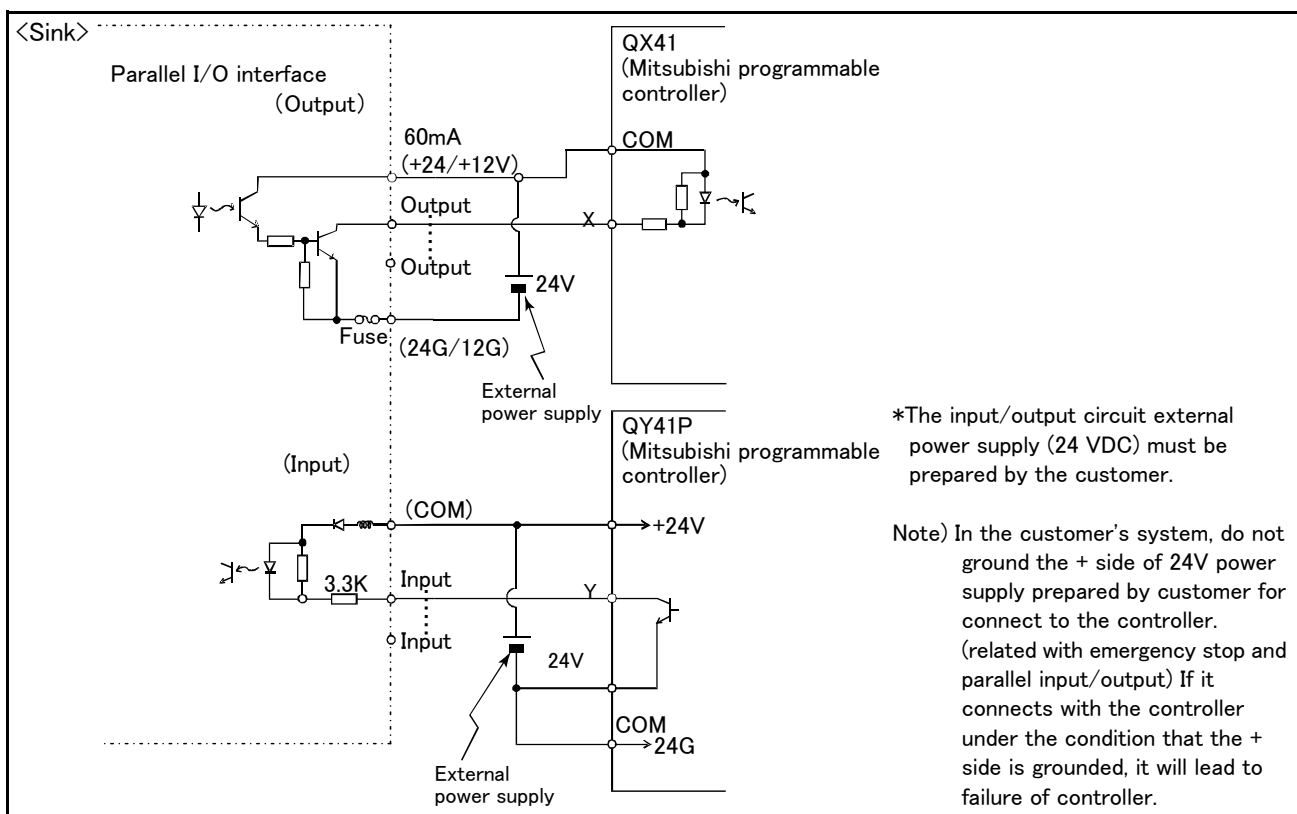 <Sink>
Parallel I/O interface
(Output)
QX41
(Mitsubishi programmable
controller)
60mA
(+24/+12V)
COM
Output
X
Output
24V
Fuse
(24G/12G)
External
power supply
QY41P
(Mitsubishi programmable
controller)
(Input)
(COM)
+24V
3.3K
Input
Y
Input
24V
COM
24G
External
power supply
*The input/output circuit external
power supply (24 VDC) must be
prepared by the customer.
Note) In the customer's system, do not
ground the + side of 24V power
supply prepared by customer for
connect to the controller.
(related with emergency stop and
parallel input/output) If it
connects with the controller
under the condition that the +
side is grounded, it will lead to
failure of controller.